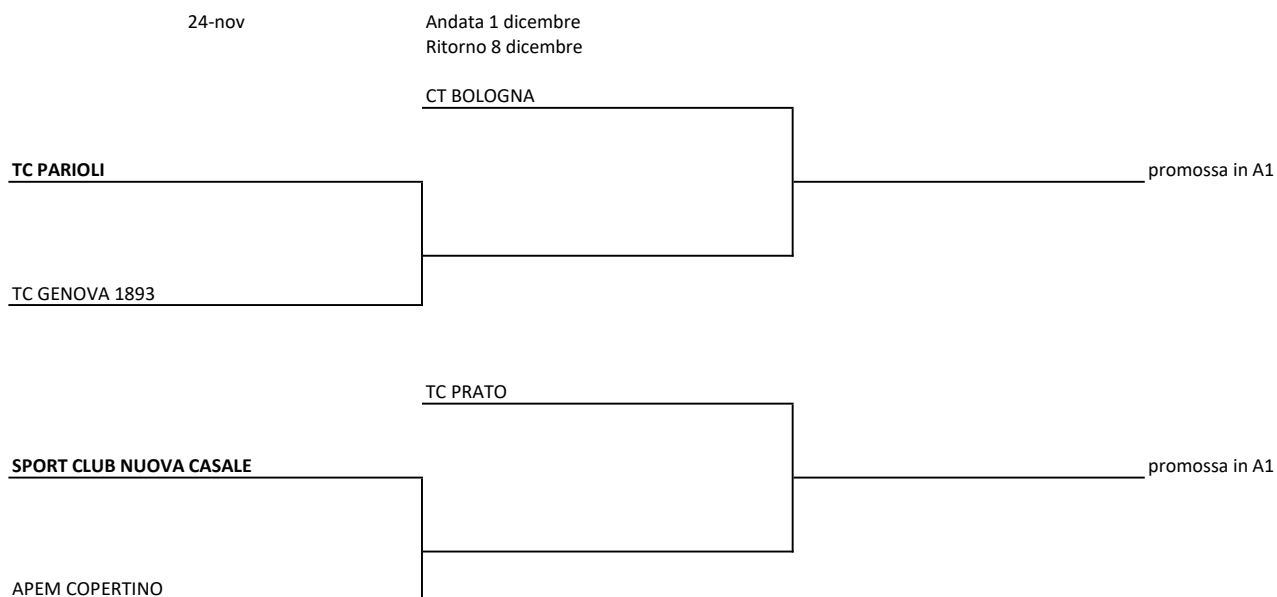 24-nov
Andata 1 dicembre
Ritorno 8 dicembre
CT BOLOGNA
TC PARIOLI
promossa in A1
TC GENOVA 1893
TC PRATO
SPORT CLUB NUOVA CASALE
promossa in A1
APEM COPERTINO